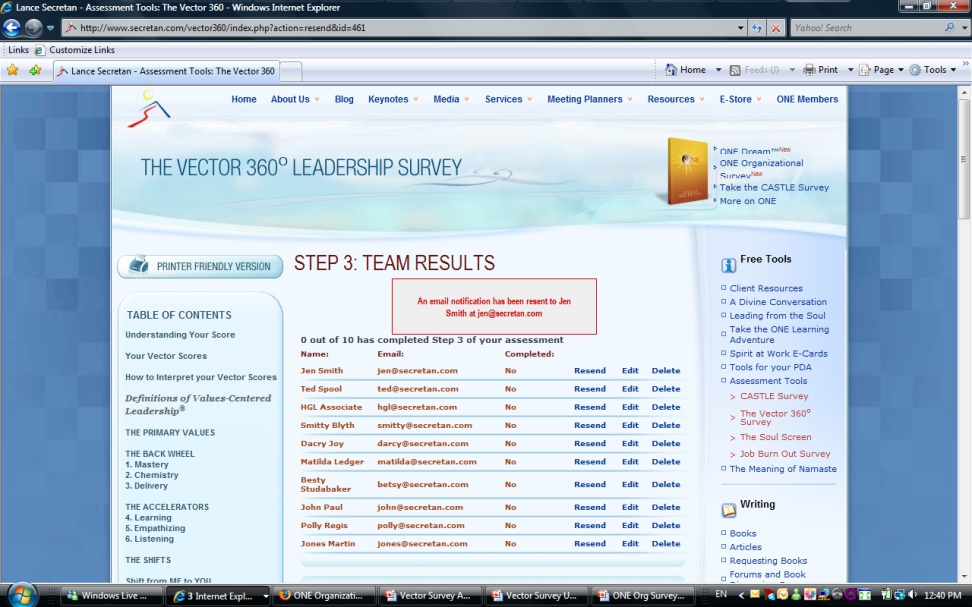 Lance Secretan - Assessment Tools: The Vector 360 - Windows Internet Explorer
http://www.secretan.com/vector360/index.php?action=resend&id=461
Yahoo! Search
Links Customize Links
Lance Secretan - Assessment Tools: The Vector 360
Home Feeds (J) Print Page Tools
Home About Us Blog Keynotes Media Services Meeting Planners Resources E-Store ONE Members
THE VECTOR 360º LEADERSHIP SURVEY
ONE
ONE Dream™New
ONE Organizational
SurveyNew
Take the CASTLE Survey
More on ONE
PRINTER FRIENDLY VERSION
TABLE OF CONTENTS
Understanding Your Score
Your Vector Scores
How to Interpret your Vector Scores
Definitions of Values-Centered
Leadership®
THE PRIMARY VALUES
THE BACK WHEEL
1. Mastery
2. Chemistry
3. Delivery
THE ACCELERATORS
4. Learning
5. Empathizing
6. Listening
THE SHIFTS
Shift from ME to YOU
STEP 3: TEAM RESULTS
An email notification has been resent to Jen
Smith at jen@secretan.com
0 out of 10 has completed Step 3 of your assessment
Name: Email: Completed:
Jen Smith jen@secretan.com No Resend Edit Delete
Ted Spool ted@secretan.com No Resend Edit Delete
HGL Associate hgl@secretan.com No Resend Edit Delete
Smitty Blyth smitty@secretan.com No Resend Edit Delete
Dacry Joy darcy@secretan.com No Resend Edit Delete
Matilda Ledger matilda@secretan.com No Resend Edit Delete
Besty
Studabaker betsy@secretan.com No Resend Edit Delete
John Paul john@secretan.com No Resend Edit Delete
Polly Regis polly@secretan.com No Resend Edit Delete
Jones Martin jones@secretan.com No Resend Edit Delete
Free Tools
Client Resources
A Divine Conversation
Leading from the Soul
Take the ONE Learning
Adventure
Spirit at Work E-Cards
Tools for your PDA
Assessment Tools
> CASTLE Survey
> The Vector 360º
Survey
> The Soul Screen
> Job Burn Out Survey
The Meaning of Namaste
Writing
Books
Articles
Requesting Books
Forums and Book
Windows Live ... 3 Internet Expl... ONE Organizati... Vector Survey A... Vector Survey U... ONE Org Survey... EN 12:40 PM